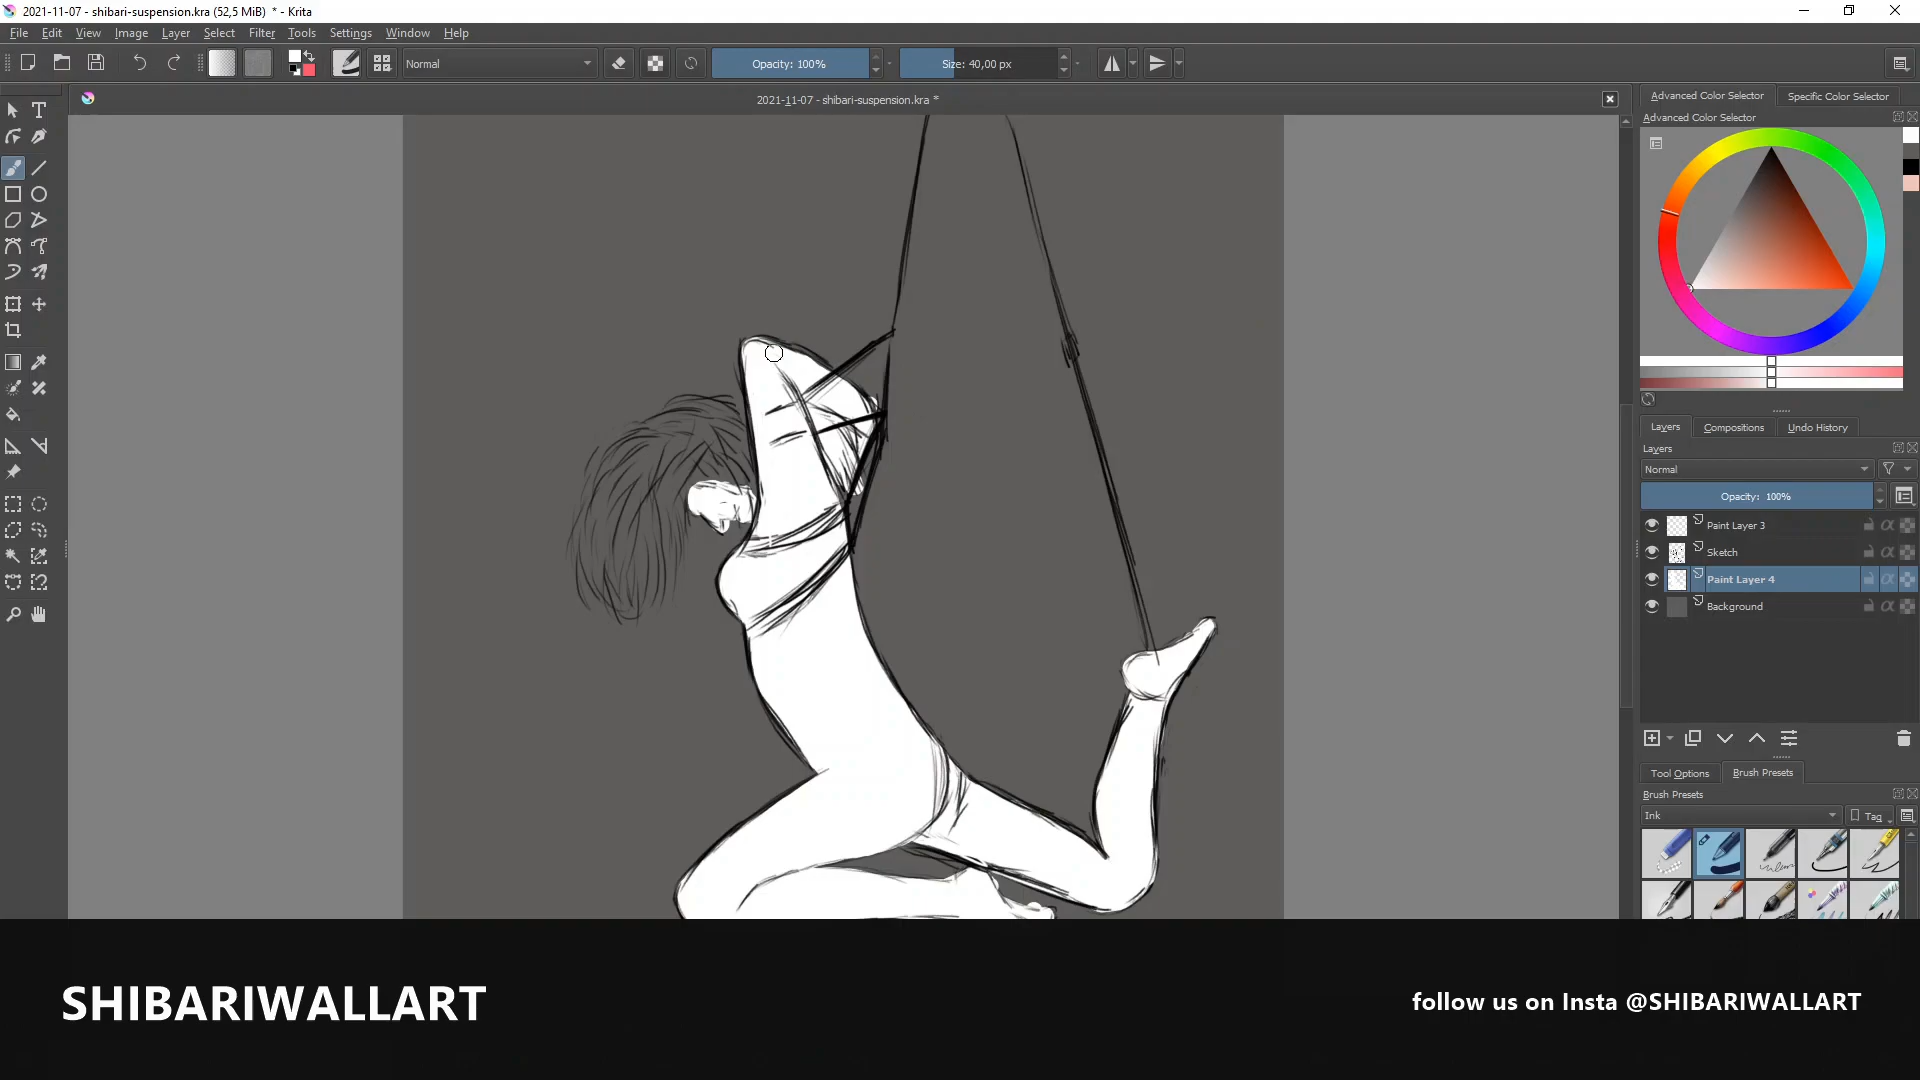 2021-11-07 - shibari-suspension.kra (52,5 MiB) * - Krita
File Edit View Image Layer Select Filter Tools Settings Window Help
Normal Opacity: 100% Size: 40,00 px
2021-11-07 - shibari-suspension.kra *
Advanced Color Selector Specific Color Selector
Advanced Color Selector
Layers Compositions Undo History
Layers
Normal
Opacity: 100%
Paint Layer 3
Sketch
Paint Layer 4
Background
Tool Options Brush Presets
Brush Presets
Ink Tag
SHIBARIWALLART
follow us on Insta @SHIBARIWALLART